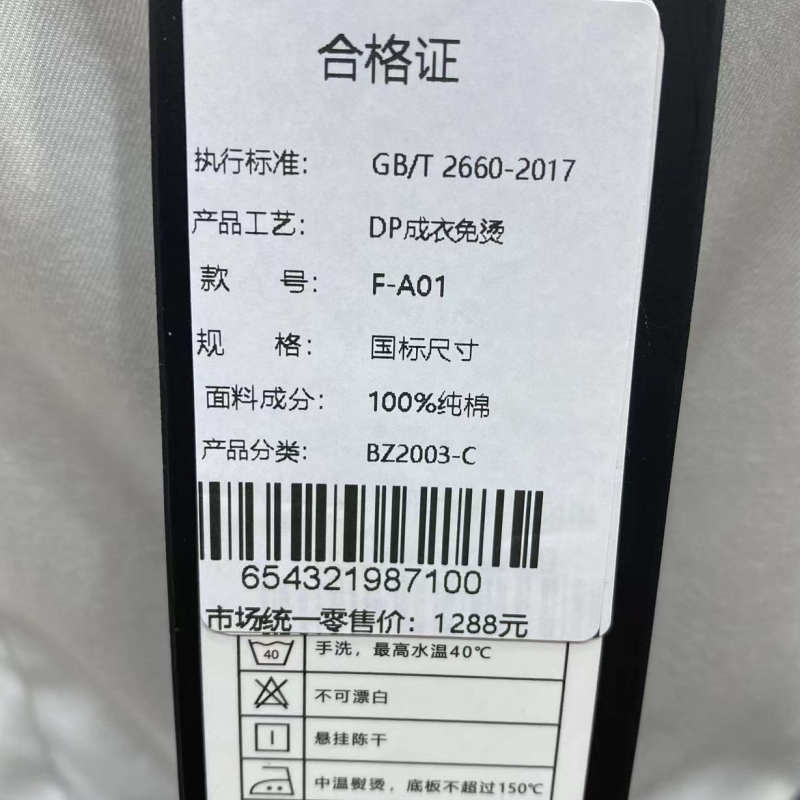 合格证
执行标准： GB/T 2660-2017
产品工艺： DP成衣免烫
款 号： F-A01
规 格： 国标尺寸
面料成分： 100%纯棉
产品分类： BZ2003-C
654321987100
市场统一零售价：1288元
40 手洗，最高水温40℃
不可漂白
悬挂陈干
中温熨烫，底板不超过150℃